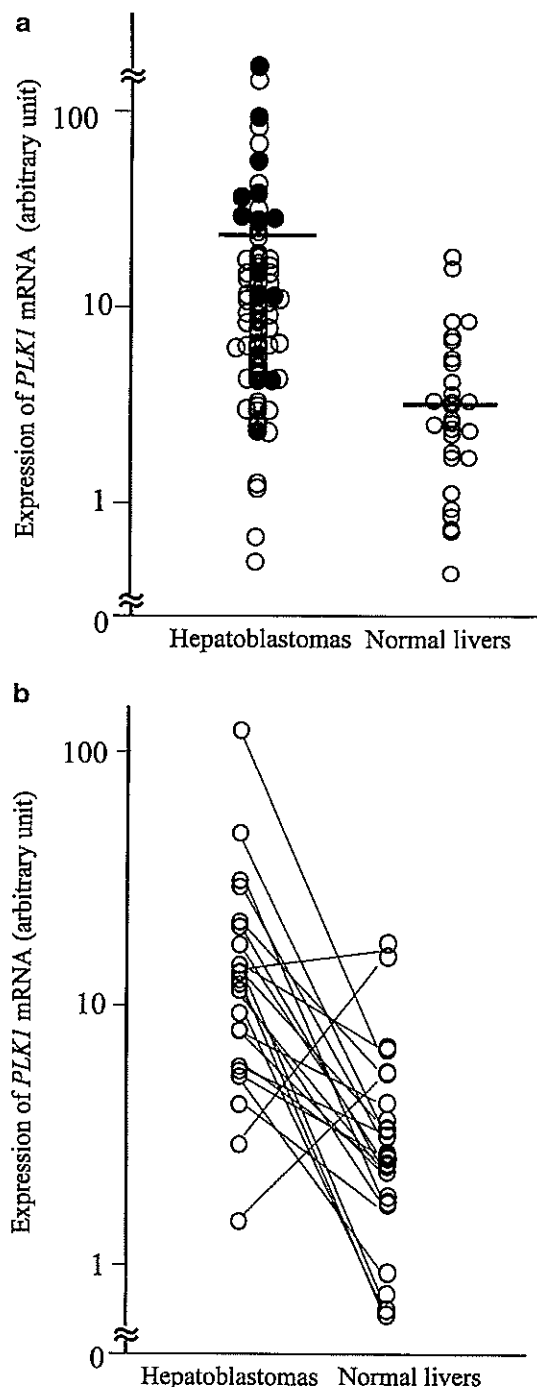 a
Expression of PLK1 mRNA (arbitrary unit)
100
10
1
0
Hepatoblastomas Normal livers
b
Expression of PLK1 mRNA (arbitrary unit)
100
10
1
0
Hepatoblastomas Normal livers